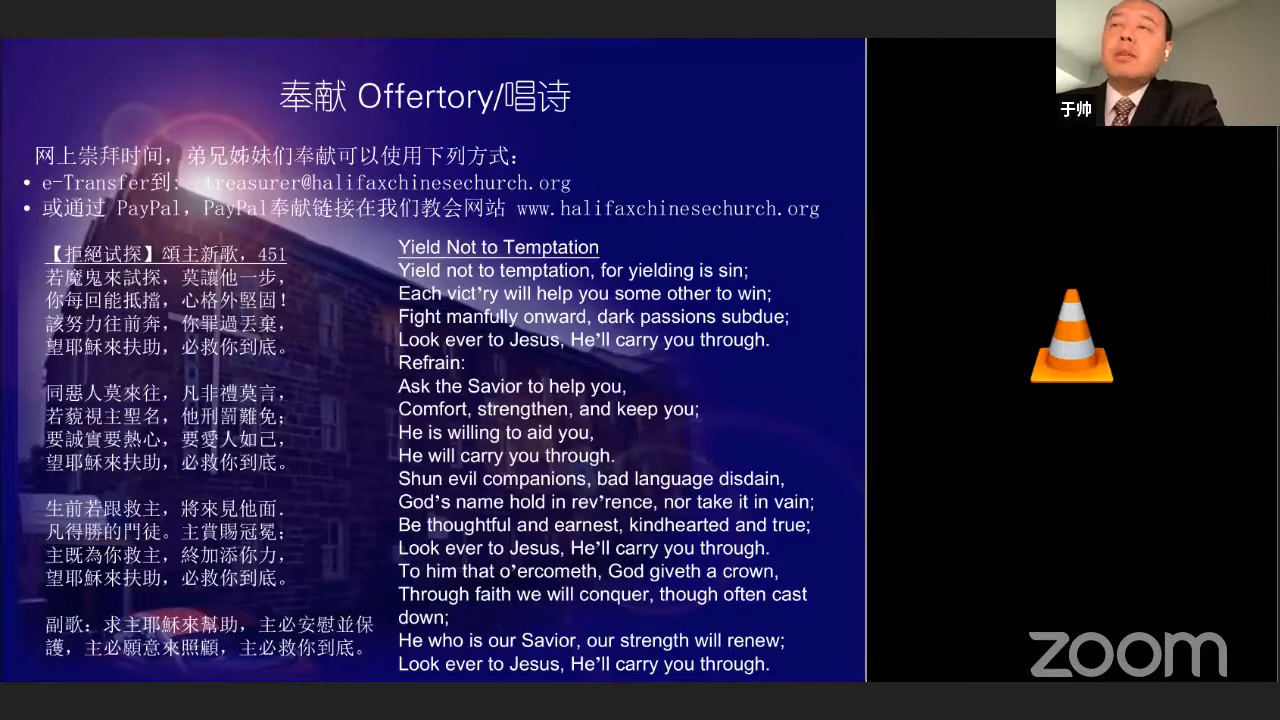 奉献 Offertory/唱诗
网上崇拜时间，弟兄姊妹们奉献可以使用下列方式：
• e-Transfer到: treasurer@halifaxchinesechurch.org
• 或通过 PayPal，PayPal奉献链接在我们教会网站 www.halifaxchinesechurch.org
【拒絕试探】頌主新歌，451
若魔鬼來試探，莫讓他一步，
你每回能抵擋，心格外堅固！
該努力往前奔，你罪過丟棄，
望耶穌來扶助，必救你到底。
同惡人莫來往，凡非禮莫言，
若藐視主聖名，他刑罰難免；
要誠實要熱心，要愛人如己，
望耶穌來扶助，必救你到底。
生前若跟救主，將來見他面．
凡得勝的門徒。主賞賜冠冕；
主既為你救主，終加添你力，
望耶穌來扶助，必救你到底。
副歌：求主耶穌來幫助，主必安慰並保
護，主必願意來照顧，主必救你到底。
Yield Not to Temptation
Yield not to temptation, for yielding is sin;
Each vict’ry will help you some other to win;
Fight manfully onward, dark passions subdue;
Look ever to Jesus, He’ll carry you through.
Refrain:
Ask the Savior to help you,
Comfort, strengthen, and keep you;
He is willing to aid you,
He will carry you through.
Shun evil companions, bad language disdain,
God’s name hold in rev’rence, nor take it in vain;
Be thoughtful and earnest, kindhearted and true;
Look ever to Jesus, He’ll carry you through.
To him that o’ercometh, God giveth a crown,
Through faith we will conquer, though often cast
down;
He who is our Savior, our strength will renew;
Look ever to Jesus, He’ll carry you through.
于帅
zoom